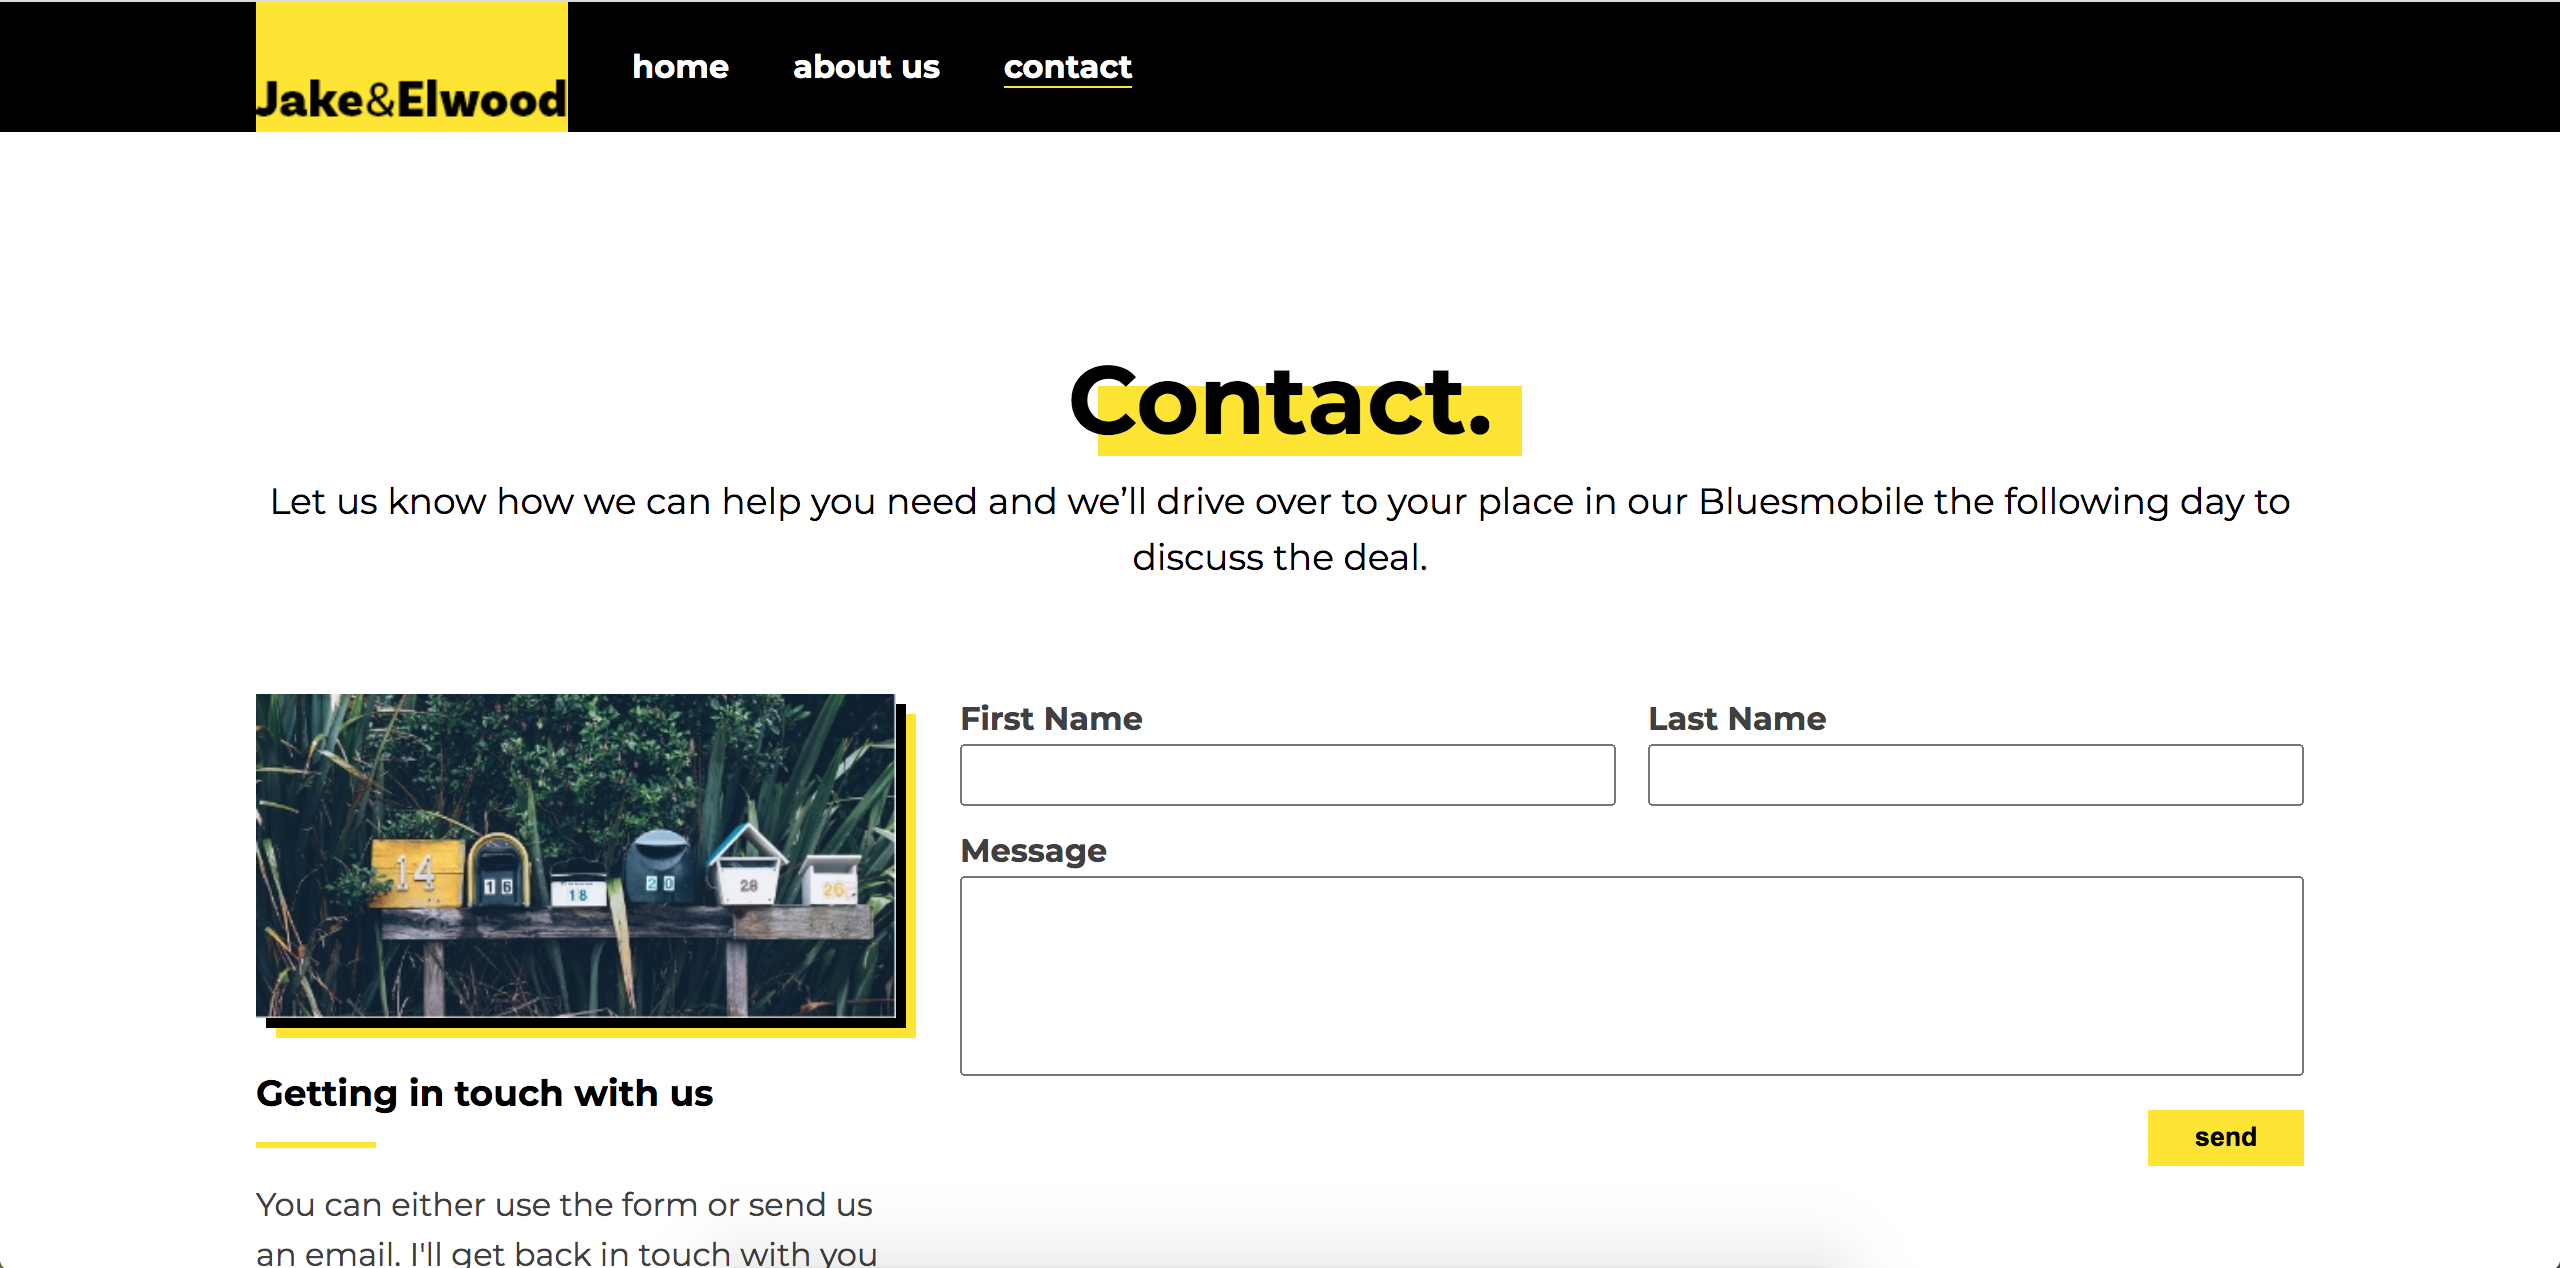 Jake&Elwood
home
about us
contact
Contact.
Let us know how we can help you need and we’ll drive over to your place in our Bluesmobile the following day to
discuss the deal.
14
16
18
20
28
26
First Name
Last Name
Message
send
Getting in touch with us
You can either use the form or send us
an email. I'll get back in touch with you